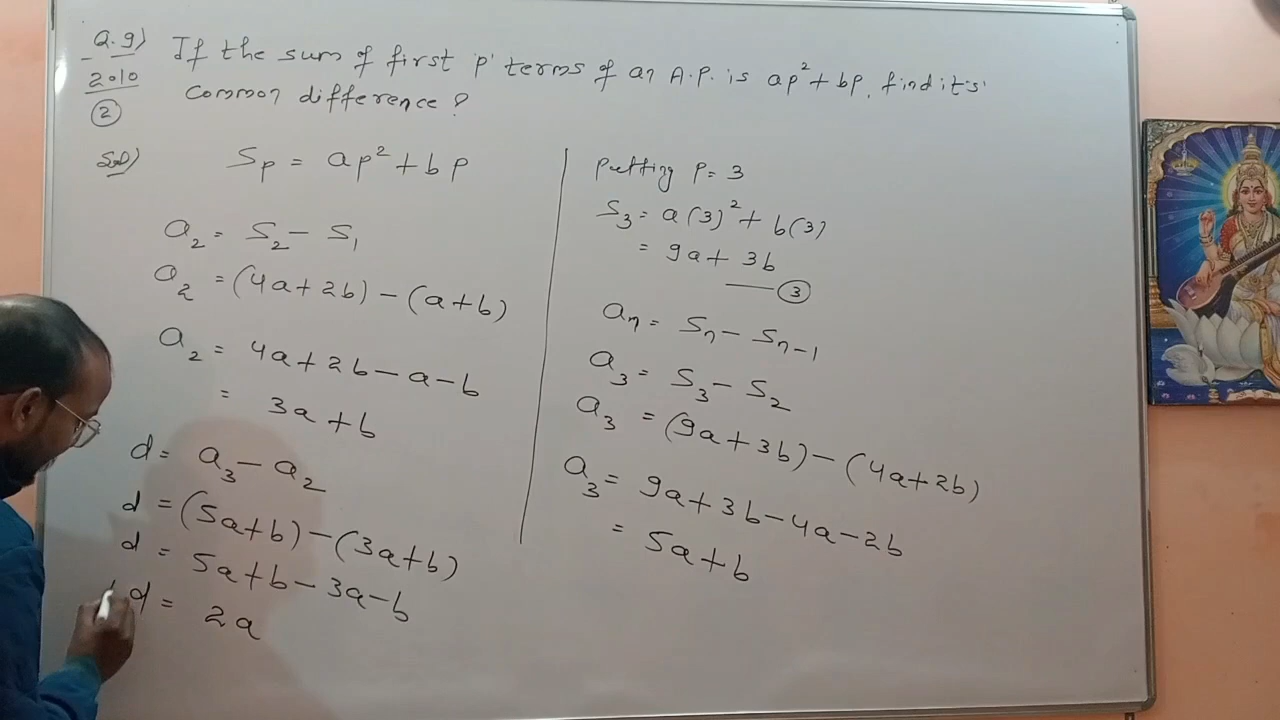 Q.9) If the sum of first 'p' terms of an A.P. is ap²+bp, find it's
2010 common difference?
②
Sol) Sp = ap²+bp
a₂ = S₂ - S₁
a₂ = (4a+2b) - (a+b)
a₂ = 4a+2b-a-b
= 3a+b
d = a₃ - a₂
d = (5a+b) - (3a+b)
d = 5a+b-3a-b
d = 2a
Putting P = 3
S₃ = a(3)² + b(3)
= 9a + 3b
—③
aₙ = Sₙ - Sₙ₋₁
a₃ = S₃ - S₂
a₃ = (9a+3b) - (4a+2b)
a₃ = 9a+3b-4a-2b
= 5a+b